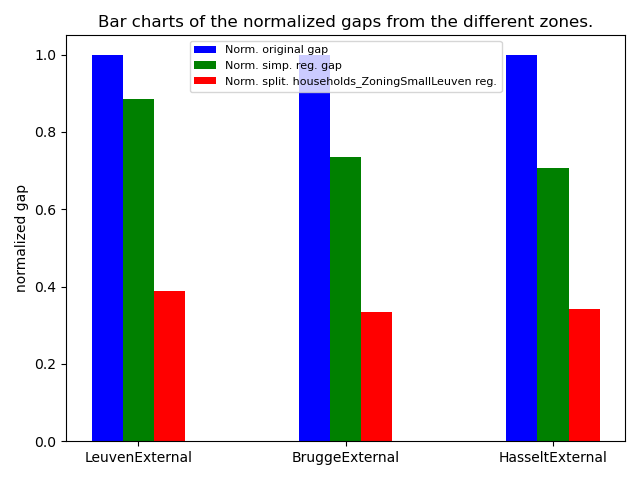 Bar charts of the normalized gaps from the different zones.
Norm. original gap
Norm. simp. reg. gap
Norm. split. households_ZoningSmallLeuven reg.
normalized gap
1.0
0.8
0.6
0.4
0.2
0.0
LeuvenExternal
BruggeExternal
HasseltExternal